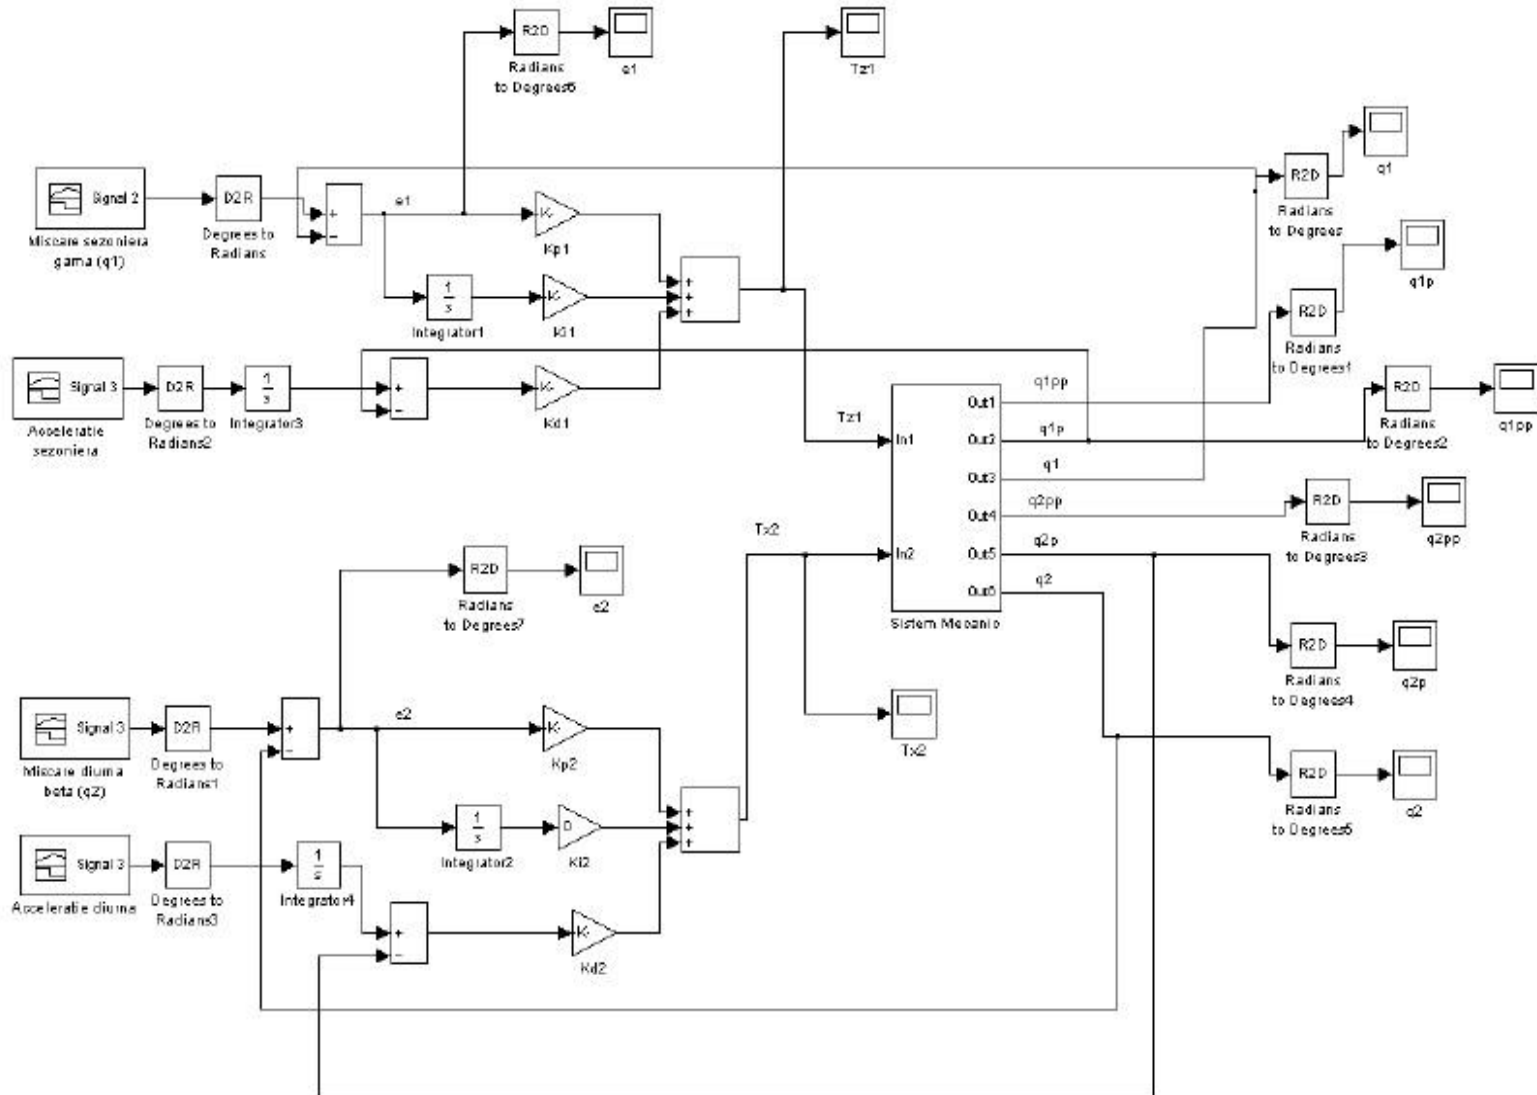 R2D
Radians
to Degrees6
e1
Tz1
Signal 2
Miscare sezoniera
gama (q1)
D2R
Degrees to
Radians
+
−
e1
K-
Kp1
1
s
Integrator1
K-
Ki1
+
+
+
R2D
Radians
to Degrees
q1
R2D
Radians
to Degrees1
q1p
Signal 3
Acceleratie
sezoniera
D2R
Degrees to
Radians2
1
s
Integrator3
+
−
K-
Kd1
Tz1
In1
In2
Out1
Out2
Out3
Out4
Out5
Out6
Sistem Mecanic
q1pp
q1p
q1
q2pp
q2p
q2
R2D
Radians
to Degrees2
q1pp
R2D
Radians
to Degrees3
q2pp
Tx2
R2D
Radians
to Degrees7
e2
R2D
Radians
to Degrees4
q2p
Signal 3
Miscare diurna
beta (q2)
D2R
Degrees to
Radians1
+
−
e2
K-
Kp2
Tx2
R2D
Radians
to Degrees5
q2
1
s
Integrator2
0
Ki2
+
+
+
Signal 3
Acceleratie diurna
D2R
Degrees to
Radians3
1
s
Integrator4
+
−
K-
Kd2